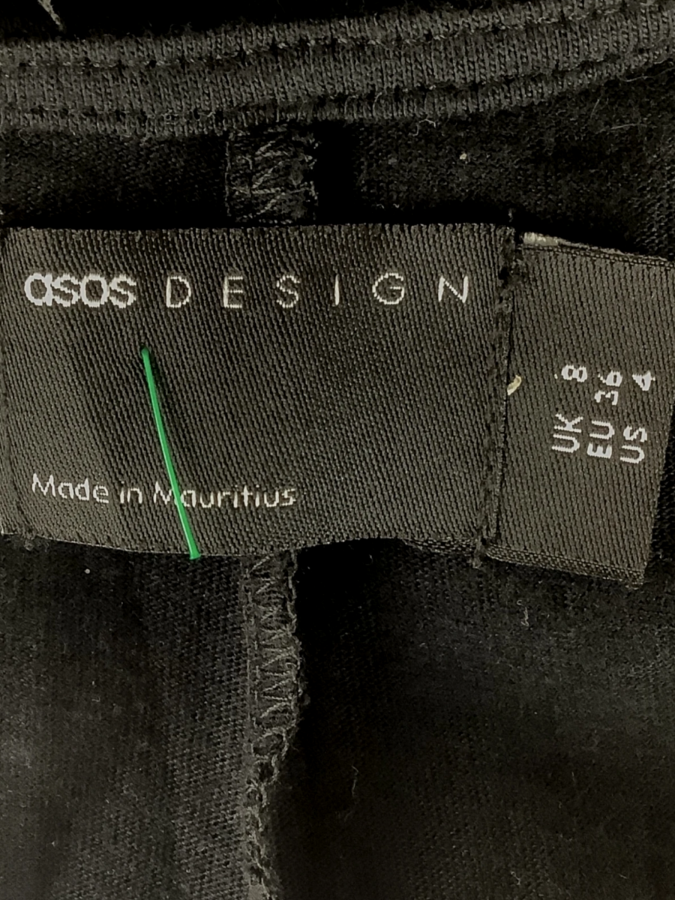 asos DESIGN
Made in Mauritius
UK 8
EU 36
US 4